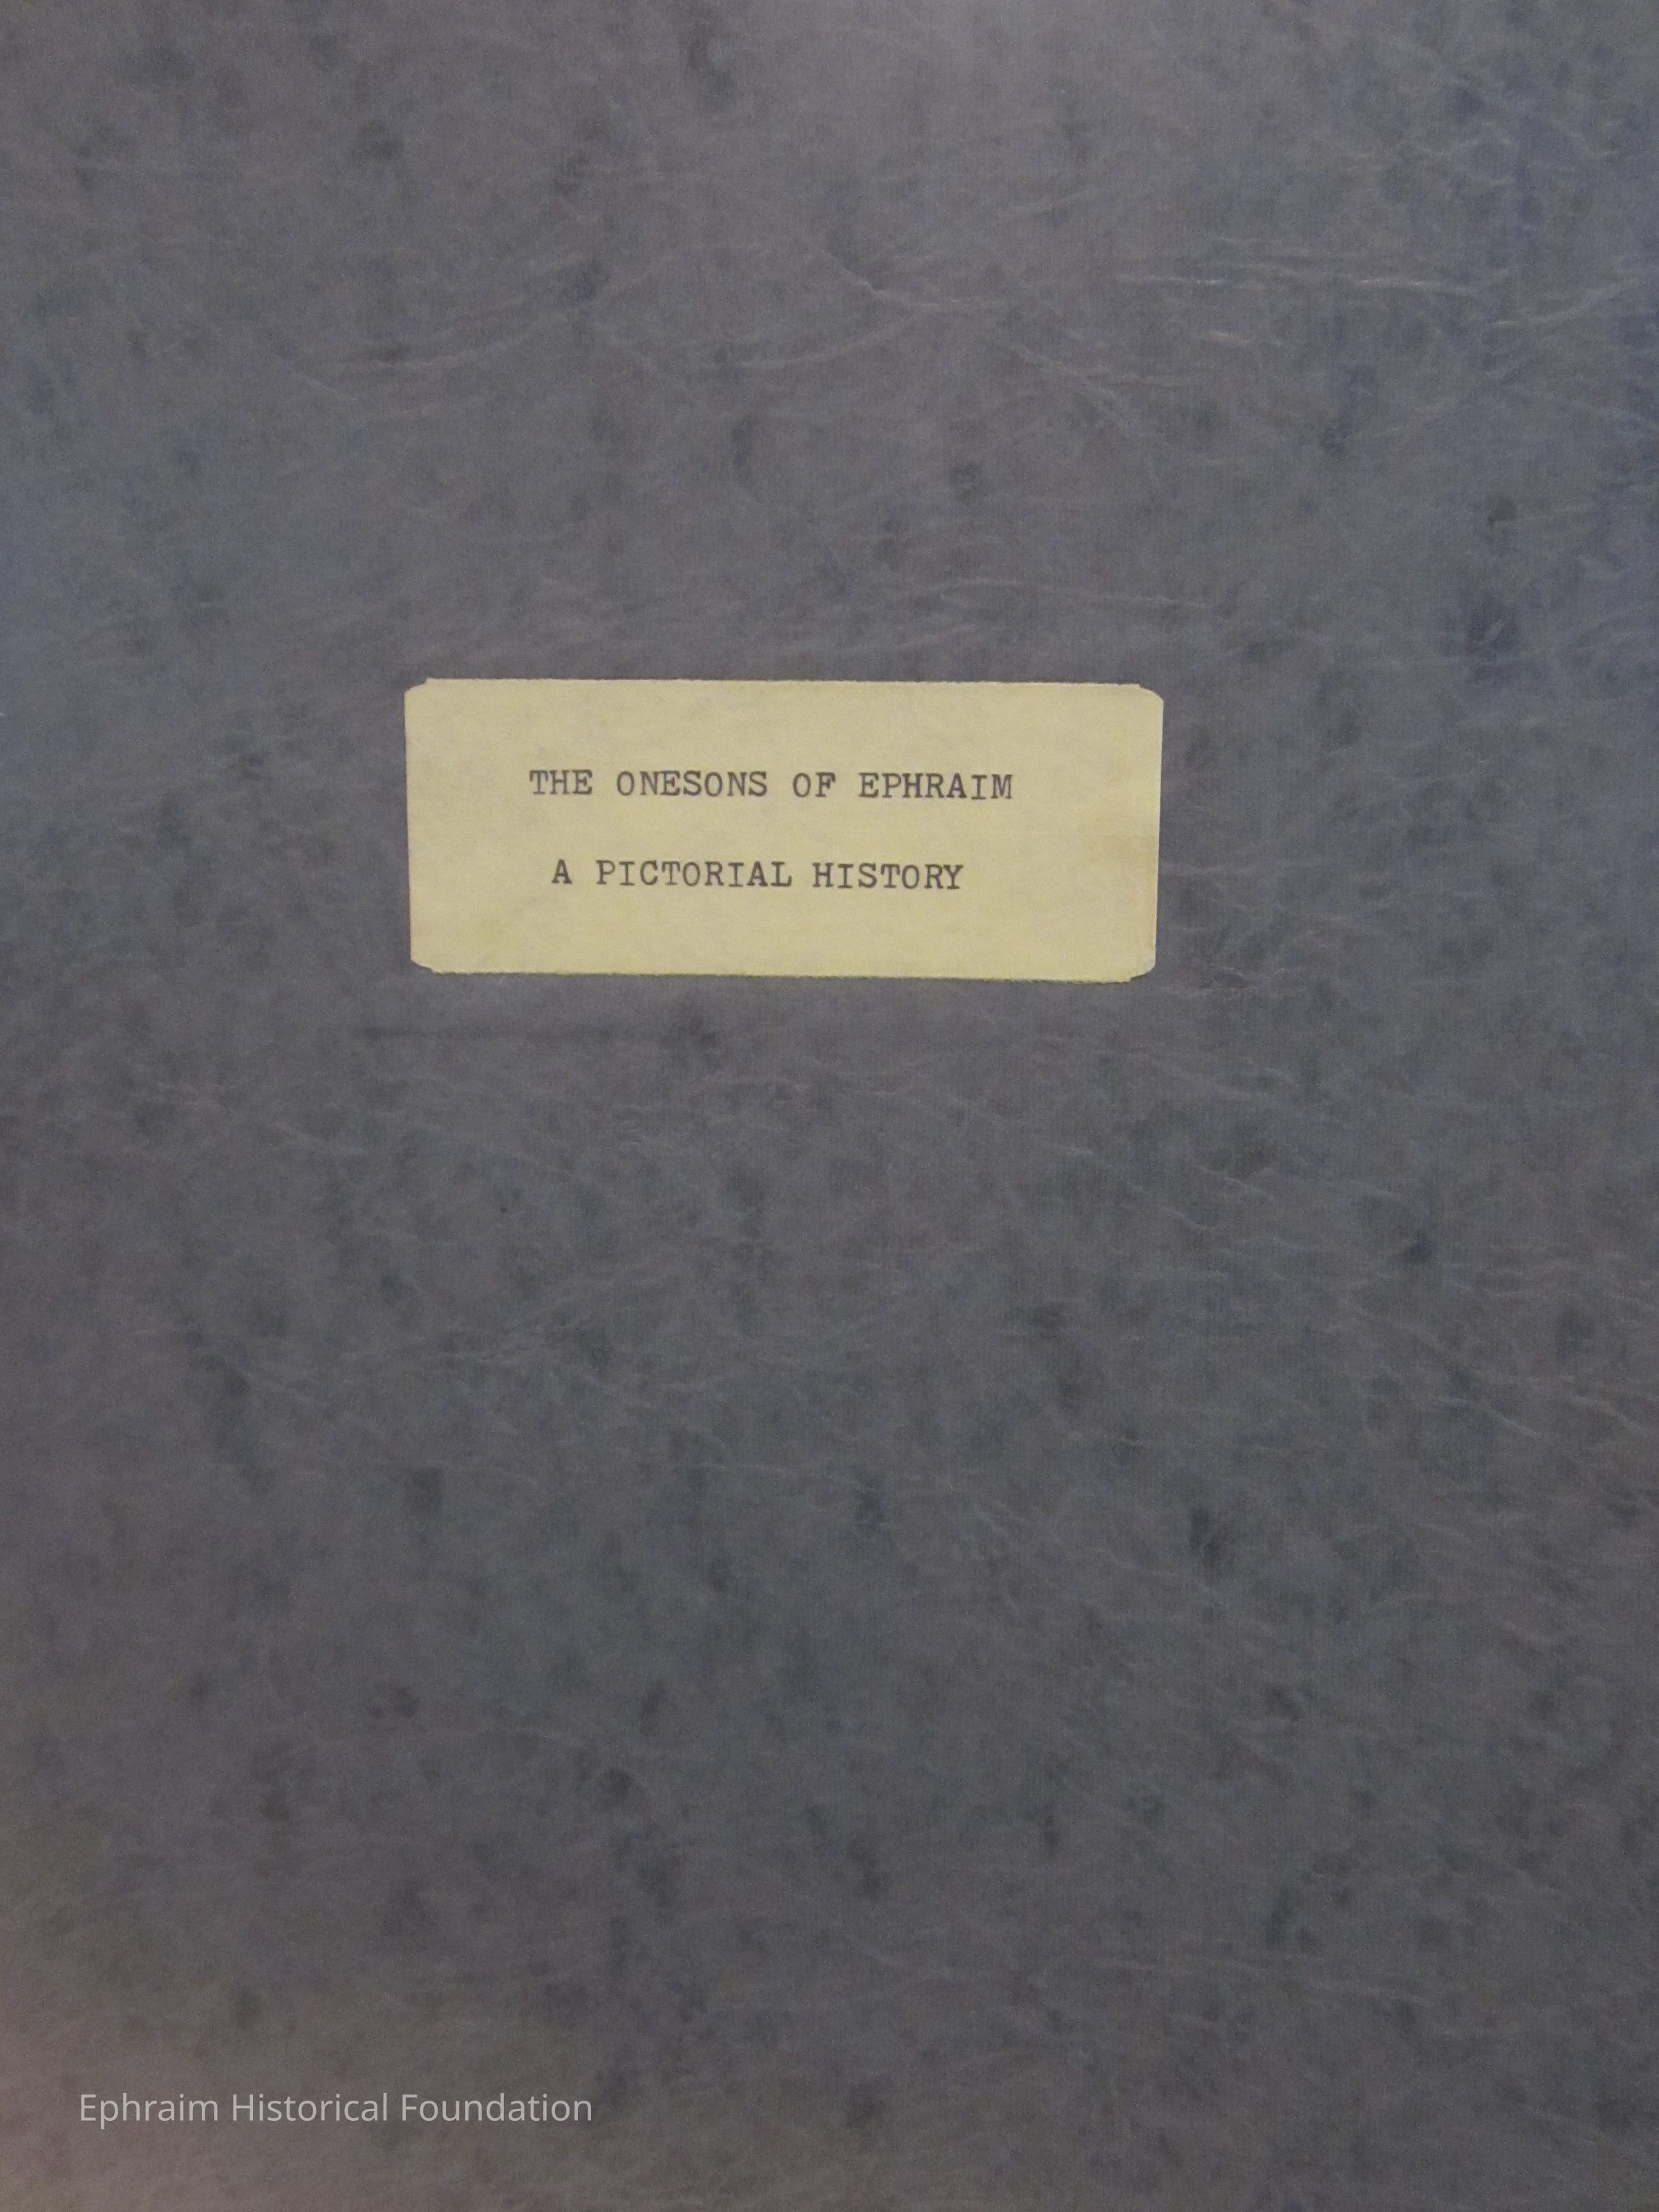 THE ONESONS OF EPHRAIM
A PICTORIAL HISTORY
Ephraim Historical Foundation